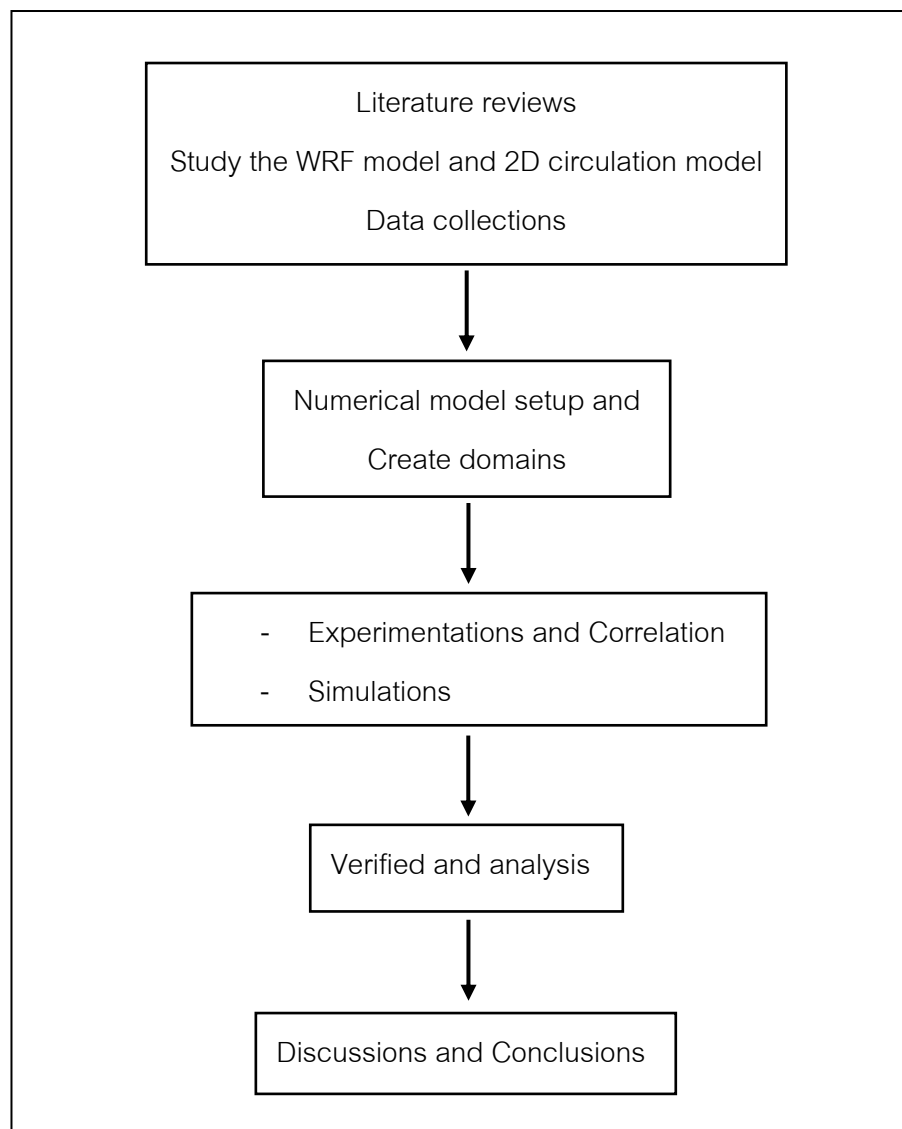 Literature reviews
Study the WRF model and 2D circulation model
Data collections
Numerical model setup and
Create domains
- Experimentations and Correlation
- Simulations
Verified and analysis
Discussions and Conclusions